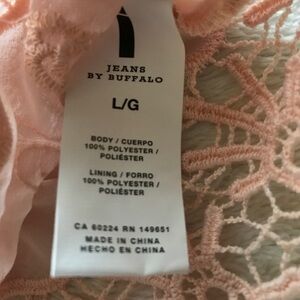 JEANS
BY BUFFALO
L/G
BODY / CUERPO
100% POLYESTER /
POLIÉSTER
LINING / FORRO
100% POLYESTER /
POLIÉSTER
CA 60224 RN 149651
MADE IN CHINA
HECHO EN CHINA